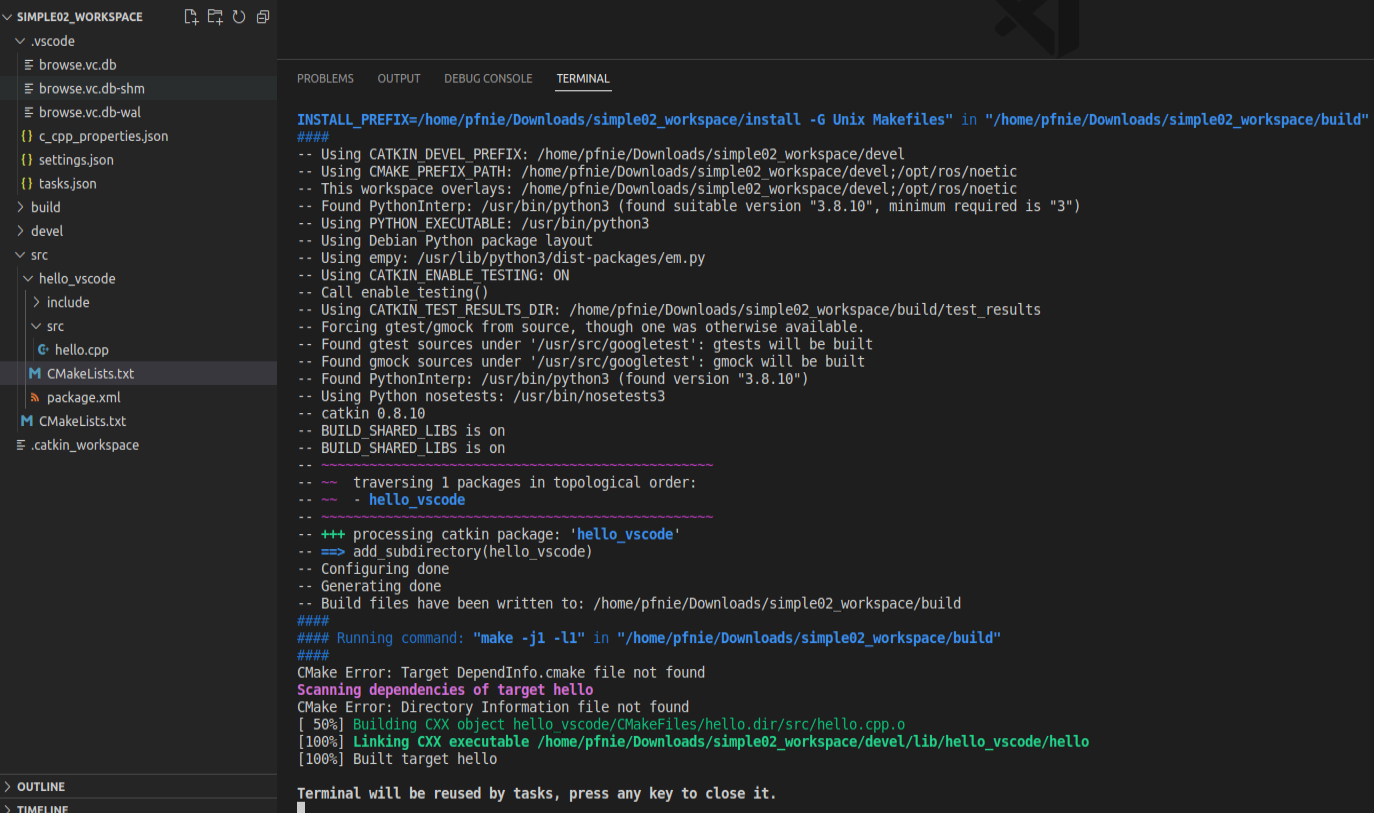 SIMPLE02_WORKSPACE
.vscode
browse.vc.db
browse.vc.db-shm
browse.vc.db-wal
{} c_cpp_properties.json
{} settings.json
{} tasks.json
build
devel
src
hello_vscode
include
src
hello.cpp
M CMakeLists.txt
package.xml
M CMakeLists.txt
.catkin_workspace
OUTLINE
TIMELINE
PROBLEMS OUTPUT DEBUG CONSOLE TERMINAL
INSTALL_PREFIX=/home/pfnie/Downloads/simple02_workspace/install -G Unix Makefiles" in "/home/pfnie/Downloads/simple02_workspace/build"
####
-- Using CATKIN_DEVEL_PREFIX: /home/pfnie/Downloads/simple02_workspace/devel
-- Using CMAKE_PREFIX_PATH: /home/pfnie/Downloads/simple02_workspace/devel;/opt/ros/noetic
-- This workspace overlays: /home/pfnie/Downloads/simple02_workspace/devel;/opt/ros/noetic
-- Found PythonInterp: /usr/bin/python3 (found suitable version "3.8.10", minimum required is "3")
-- Using PYTHON_EXECUTABLE: /usr/bin/python3
-- Using Debian Python package layout
-- Using empy: /usr/lib/python3/dist-packages/em.py
-- Using CATKIN_ENABLE_TESTING: ON
-- Call enable_testing()
-- Using CATKIN_TEST_RESULTS_DIR: /home/pfnie/Downloads/simple02_workspace/build/test_results
-- Forcing gtest/gmock from source, though one was otherwise available.
-- Found gtest sources under '/usr/src/googletest': gtests will be built
-- Found gmock sources under '/usr/src/googletest': gmock will be built
-- Found PythonInterp: /usr/bin/python3 (found version "3.8.10")
-- Using Python nosetests: /usr/bin/nosetests3
-- catkin 0.8.10
-- BUILD_SHARED_LIBS is on
-- BUILD_SHARED_LIBS is on
-- ~~~~~~~~~~~~~~~~~~~~~~~~~~~~~~~~~~~~~~~~~~~~~~~~~
-- ~~  traversing 1 packages in topological order:
-- ~~  - hello_vscode
-- ~~~~~~~~~~~~~~~~~~~~~~~~~~~~~~~~~~~~~~~~~~~~~~~~~
-- +++ processing catkin package: 'hello_vscode'
-- ==> add_subdirectory(hello_vscode)
-- Configuring done
-- Generating done
-- Build files have been written to: /home/pfnie/Downloads/simple02_workspace/build
####
#### Running command: "make -j1 -l1" in "/home/pfnie/Downloads/simple02_workspace/build"
####
CMake Error: Target DependInfo.cmake file not found
Scanning dependencies of target hello
CMake Error: Directory Information file not found
[ 50%] Building CXX object hello_vscode/CMakeFiles/hello.dir/src/hello.cpp.o
[100%] Linking CXX executable /home/pfnie/Downloads/simple02_workspace/devel/lib/hello_vscode/hello
[100%] Built target hello
Terminal will be reused by tasks, press any key to close it.